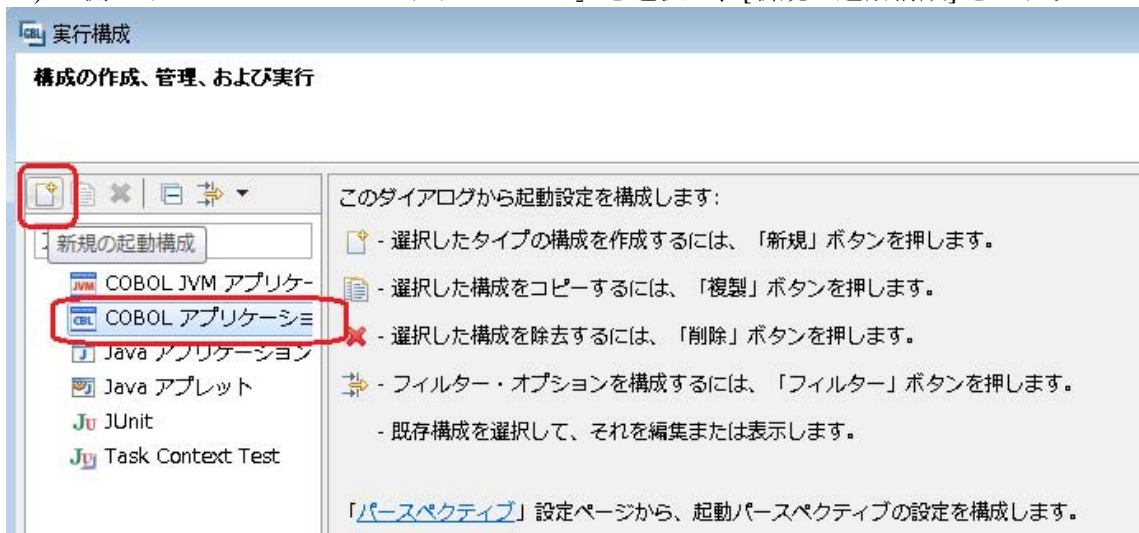 実行構成
構成の作成、管理、および実行
新規の起動構成
COBOL JVM アプリケー
COBOL アプリケーショ
Java アプリケーション
Java アプレット
JUnit
Task Context Test
このダイアログから起動設定を構成します:
- 選択したタイプの構成を作成するには、「新規」ボタンを押します。
- 選択した構成をコピーするには、「複製」ボタンを押します。
- 選択した構成を除去するには、「削除」ボタンを押します。
- フィルター・オプションを構成するには、「フィルター」ボタンを押します。
- 既存構成を選択して、それを編集または表示します。
「パースペクティブ」設定ページから、起動パースペクティブの設定を構成します。